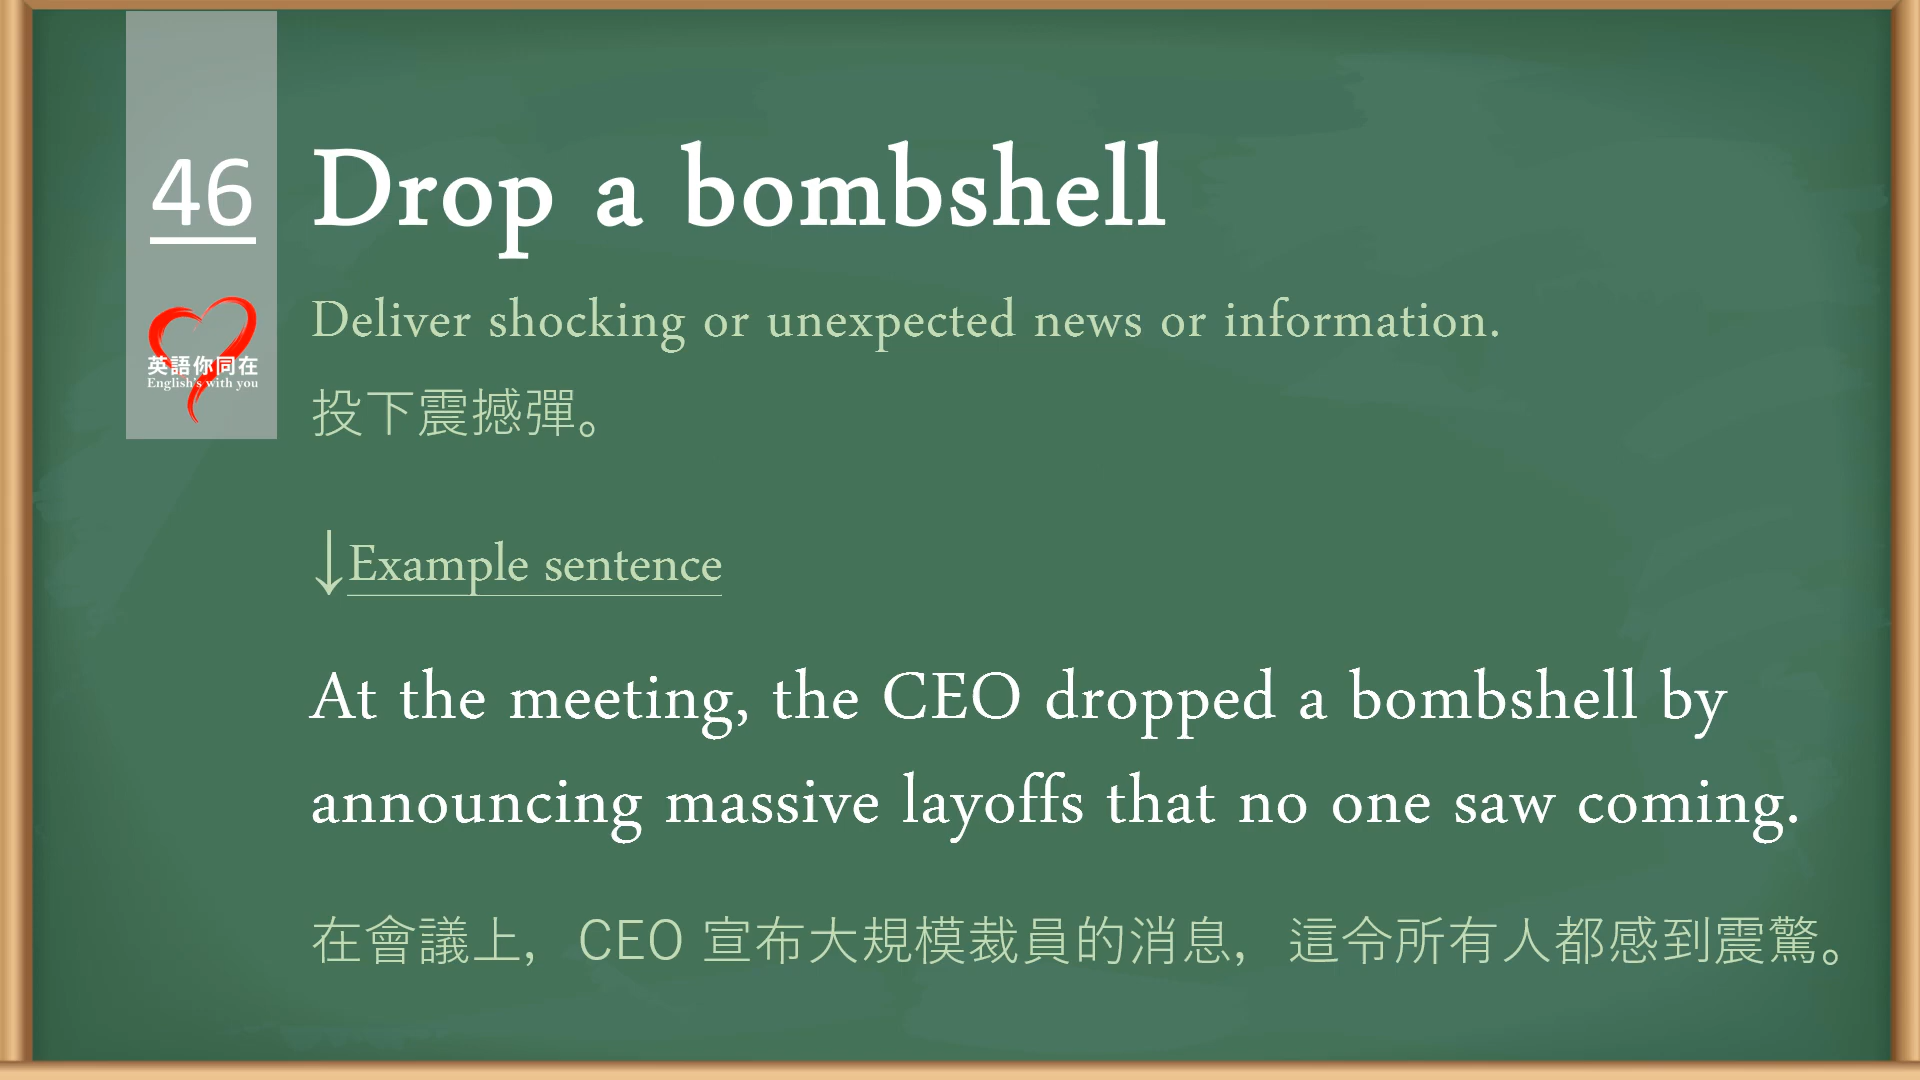 46
Drop a bombshell
英語你同在
English's with you
Deliver shocking or unexpected news or information.
投下震撼彈。
↓Example sentence
At the meeting, the CEO dropped a bombshell by
announcing massive layoffs that no one saw coming.
在會議上，CEO 宣布大規模裁員的消息，這令所有人都感到震驚。